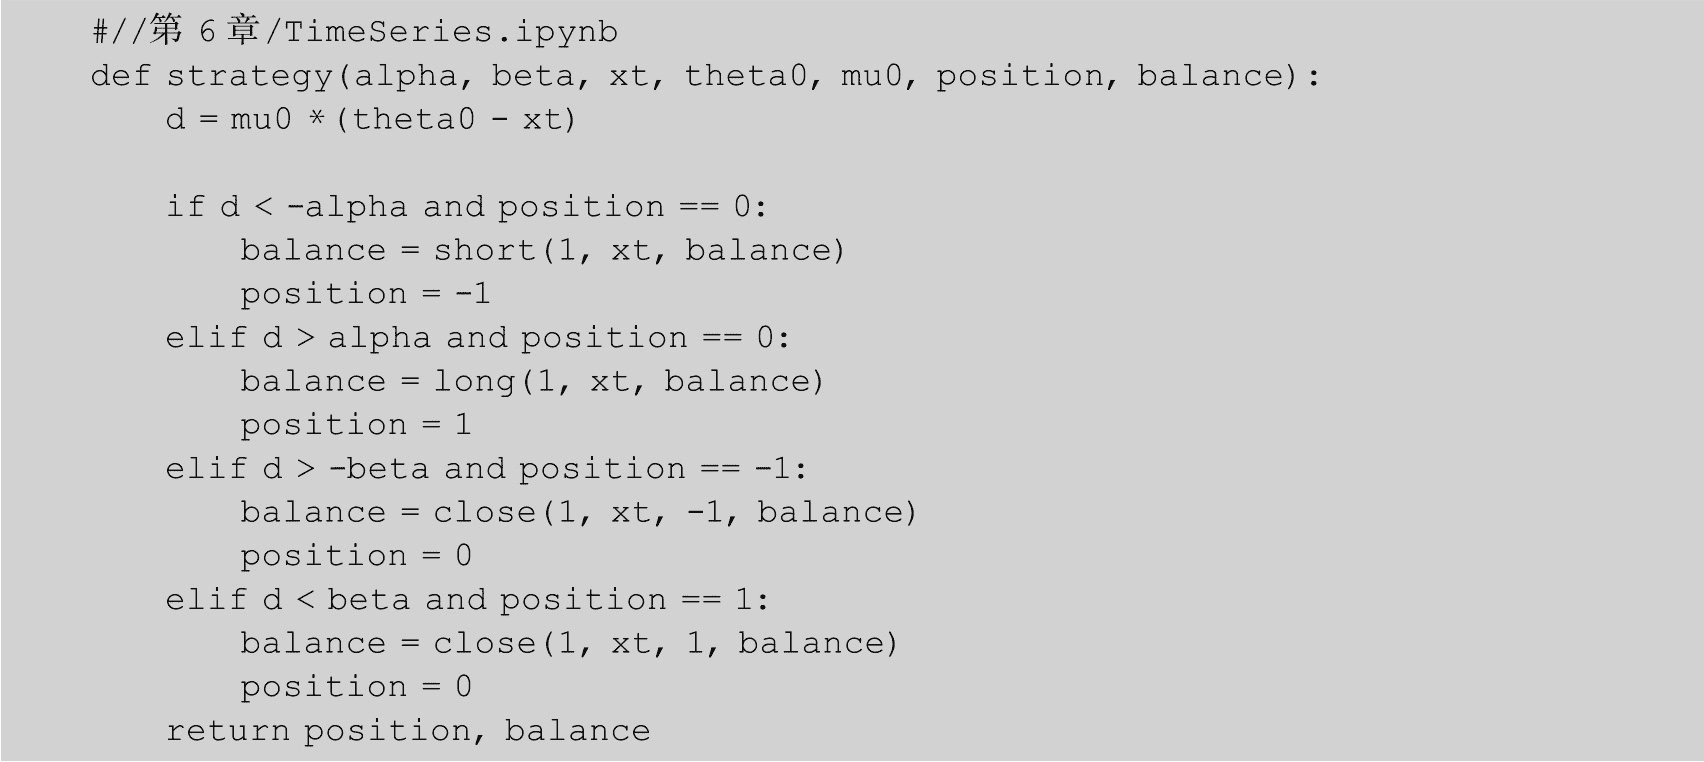 #//第 6 章/TimeSeries.ipynb
def strategy(alpha, beta, xt, theta0, mu0, position, balance):
    d = mu0 * (theta0 - xt)

    if d < -alpha and position == 0:
        balance = short(1, xt, balance)
        position = -1
    elif d > alpha and position == 0:
        balance = long(1, xt, balance)
        position = 1
    elif d > -beta and position == -1:
        balance = close(1, xt, -1, balance)
        position = 0
    elif d < beta and position == 1:
        balance = close(1, xt, 1, balance)
        position = 0
    return position, balance